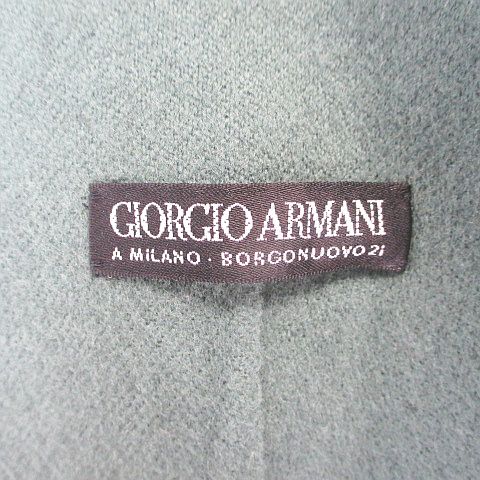 GIORGIO ARMANI
A MILANO · BORGONUOVO 21